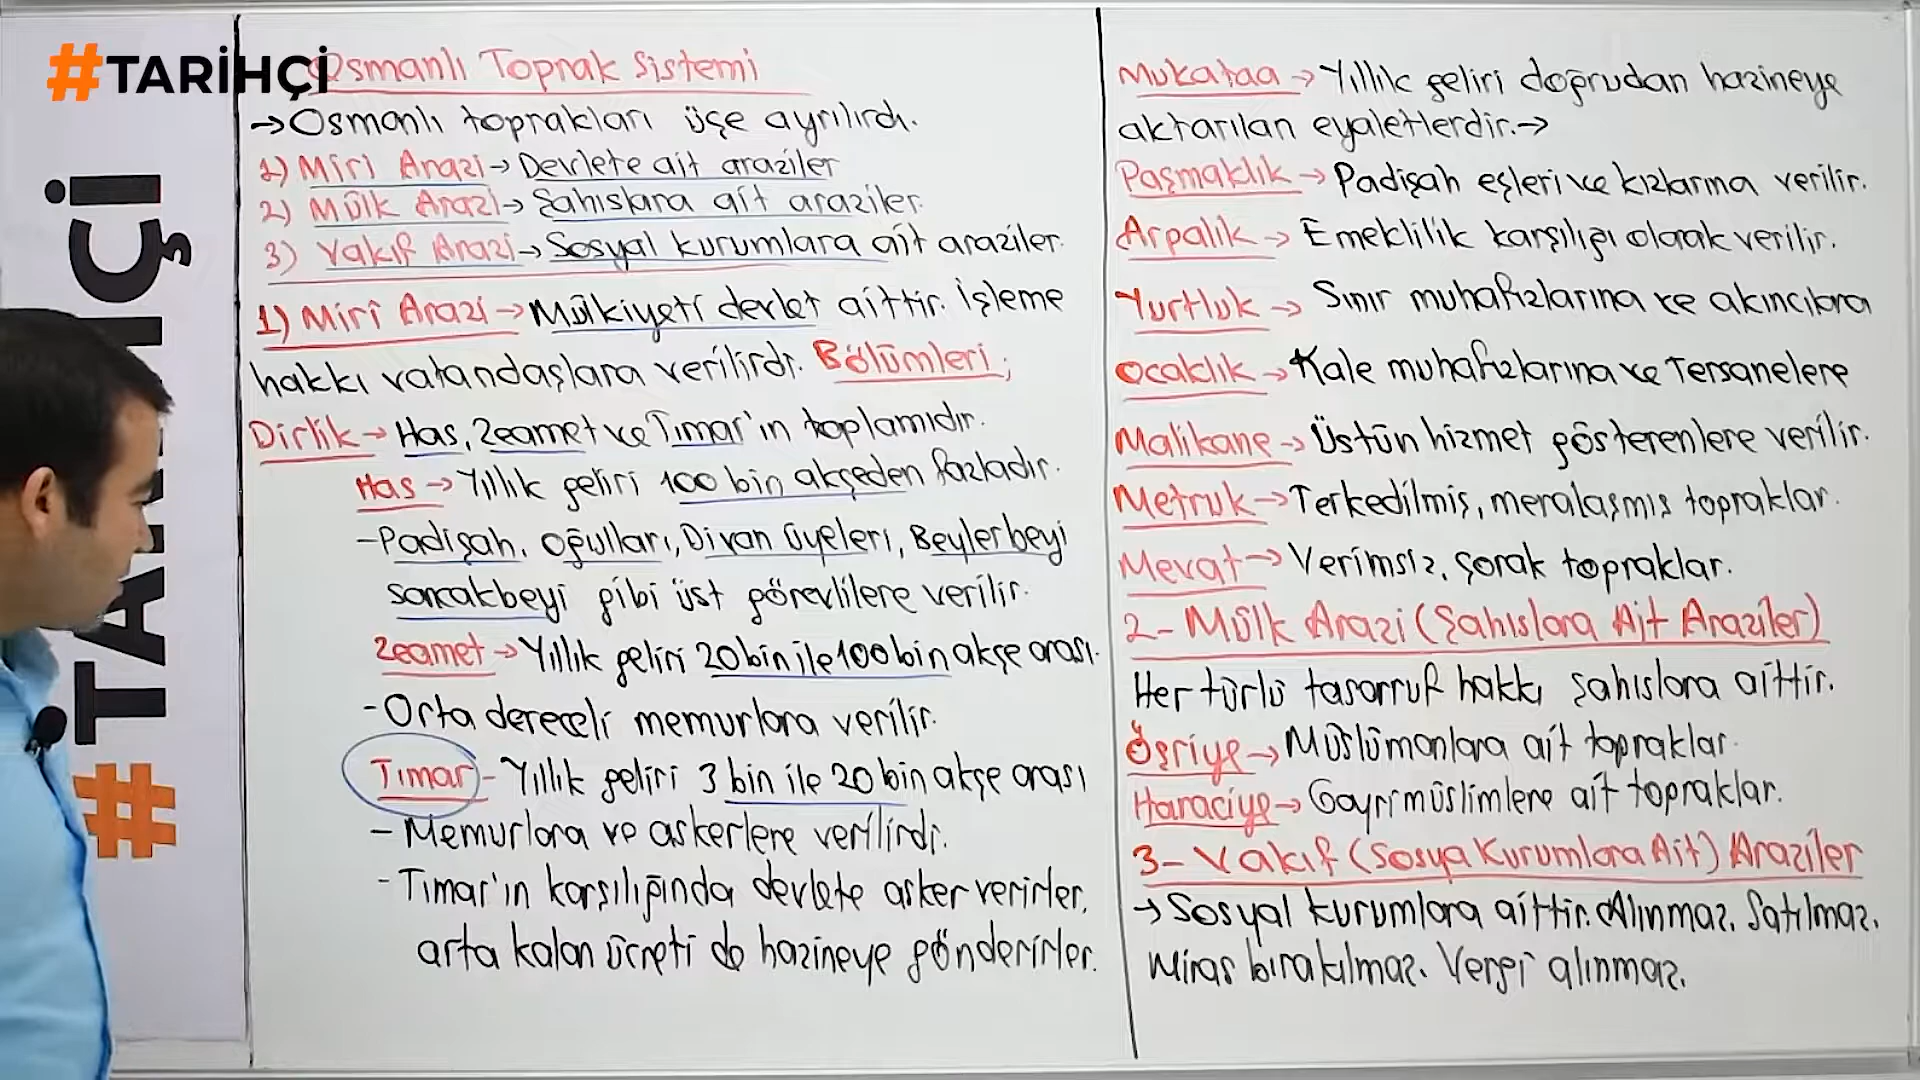 #TARİHÇİ
#TARİHÇİ
Osmanlı Toprak Sistemi
→Osmanlı toprakları üçe ayrılırdı.
1) Miri Arazi→Devlete ait araziler
2) Mülk Arazi→Şahıslara ait araziler.
3) Vakıf Arazi→Sosyal kurumlara ait araziler.
1) Mirî Arazi→Mülkiyeti devlet aittir. İşleme
hakkı vatandaşlara verilirdi. Bölümleri;
Dirlik→Has, Zeamet ve Tımar'ın toplamıdır.
Has→Yıllık geliri 100 bin akçeden fazladır.
-Padişah, oğulları, Divan üyeleri, Beylerbeyi
sancakbeyi gibi üst görevlilere verilir.
Zeamet→Yıllık geliri 20 bin ile 100 bin akçe arası.
-Orta dereceli memurlara verilir.
Tımar-Yıllık geliri 3 bin ile 20 bin akçe arası
-Memurlara ve askerlere verilirdi.
-Tımar'ın karşılığında devlete asker verirler,
arta kalan ücreti de hazineye gönderirler.
Mukataa→Yıllık geliri doğrudan hazineye
aktarılan eyaletlerdir.→
Paşmaklık→Padişah eşleri ve kızlarına verilir.
Arpalık→Emeklilik karşılığı olarak verilir.
Yurtluk→Sınır muhafızlarına ve akıncılara
Ocaklık→Kale muhafızlarına ve Tersanelere
Malikane→Üstün hizmet gösterenlere verilir.
Metruk→Terkedilmiş, meralaşmış topraklar.
Mevat→Verimsiz, çorak topraklar.
2- Mülk Arazi (Şahıslara Ait Araziler)
Her türlü tasarruf hakkı şahıslara aittir.
Öşriye→Müslümanlara ait topraklar.
Haraciye→Gayrimüslimlere ait topraklar.
3- Vakıf (Sosya Kurumlara Ait) Araziler
→Sosyal kurumlara aittir. Alınmaz. Satılmaz.
Miras bırakılmaz. Vergi alınmaz.